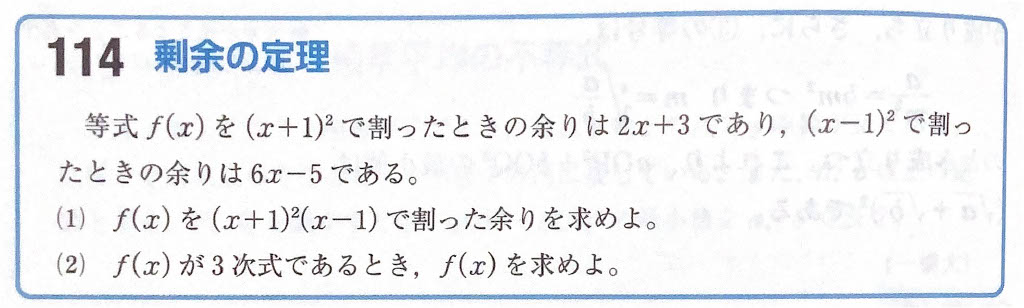 114 剰余の定理
等式 f(x) を (x+1)² で割ったときの余りは 2x+3 であり, (x−1)² で割っ
たときの余りは 6x−5 である。
(1) f(x) を (x+1)²(x−1) で割った余りを求めよ。
(2) f(x) が 3 次式であるとき, f(x) を求めよ。